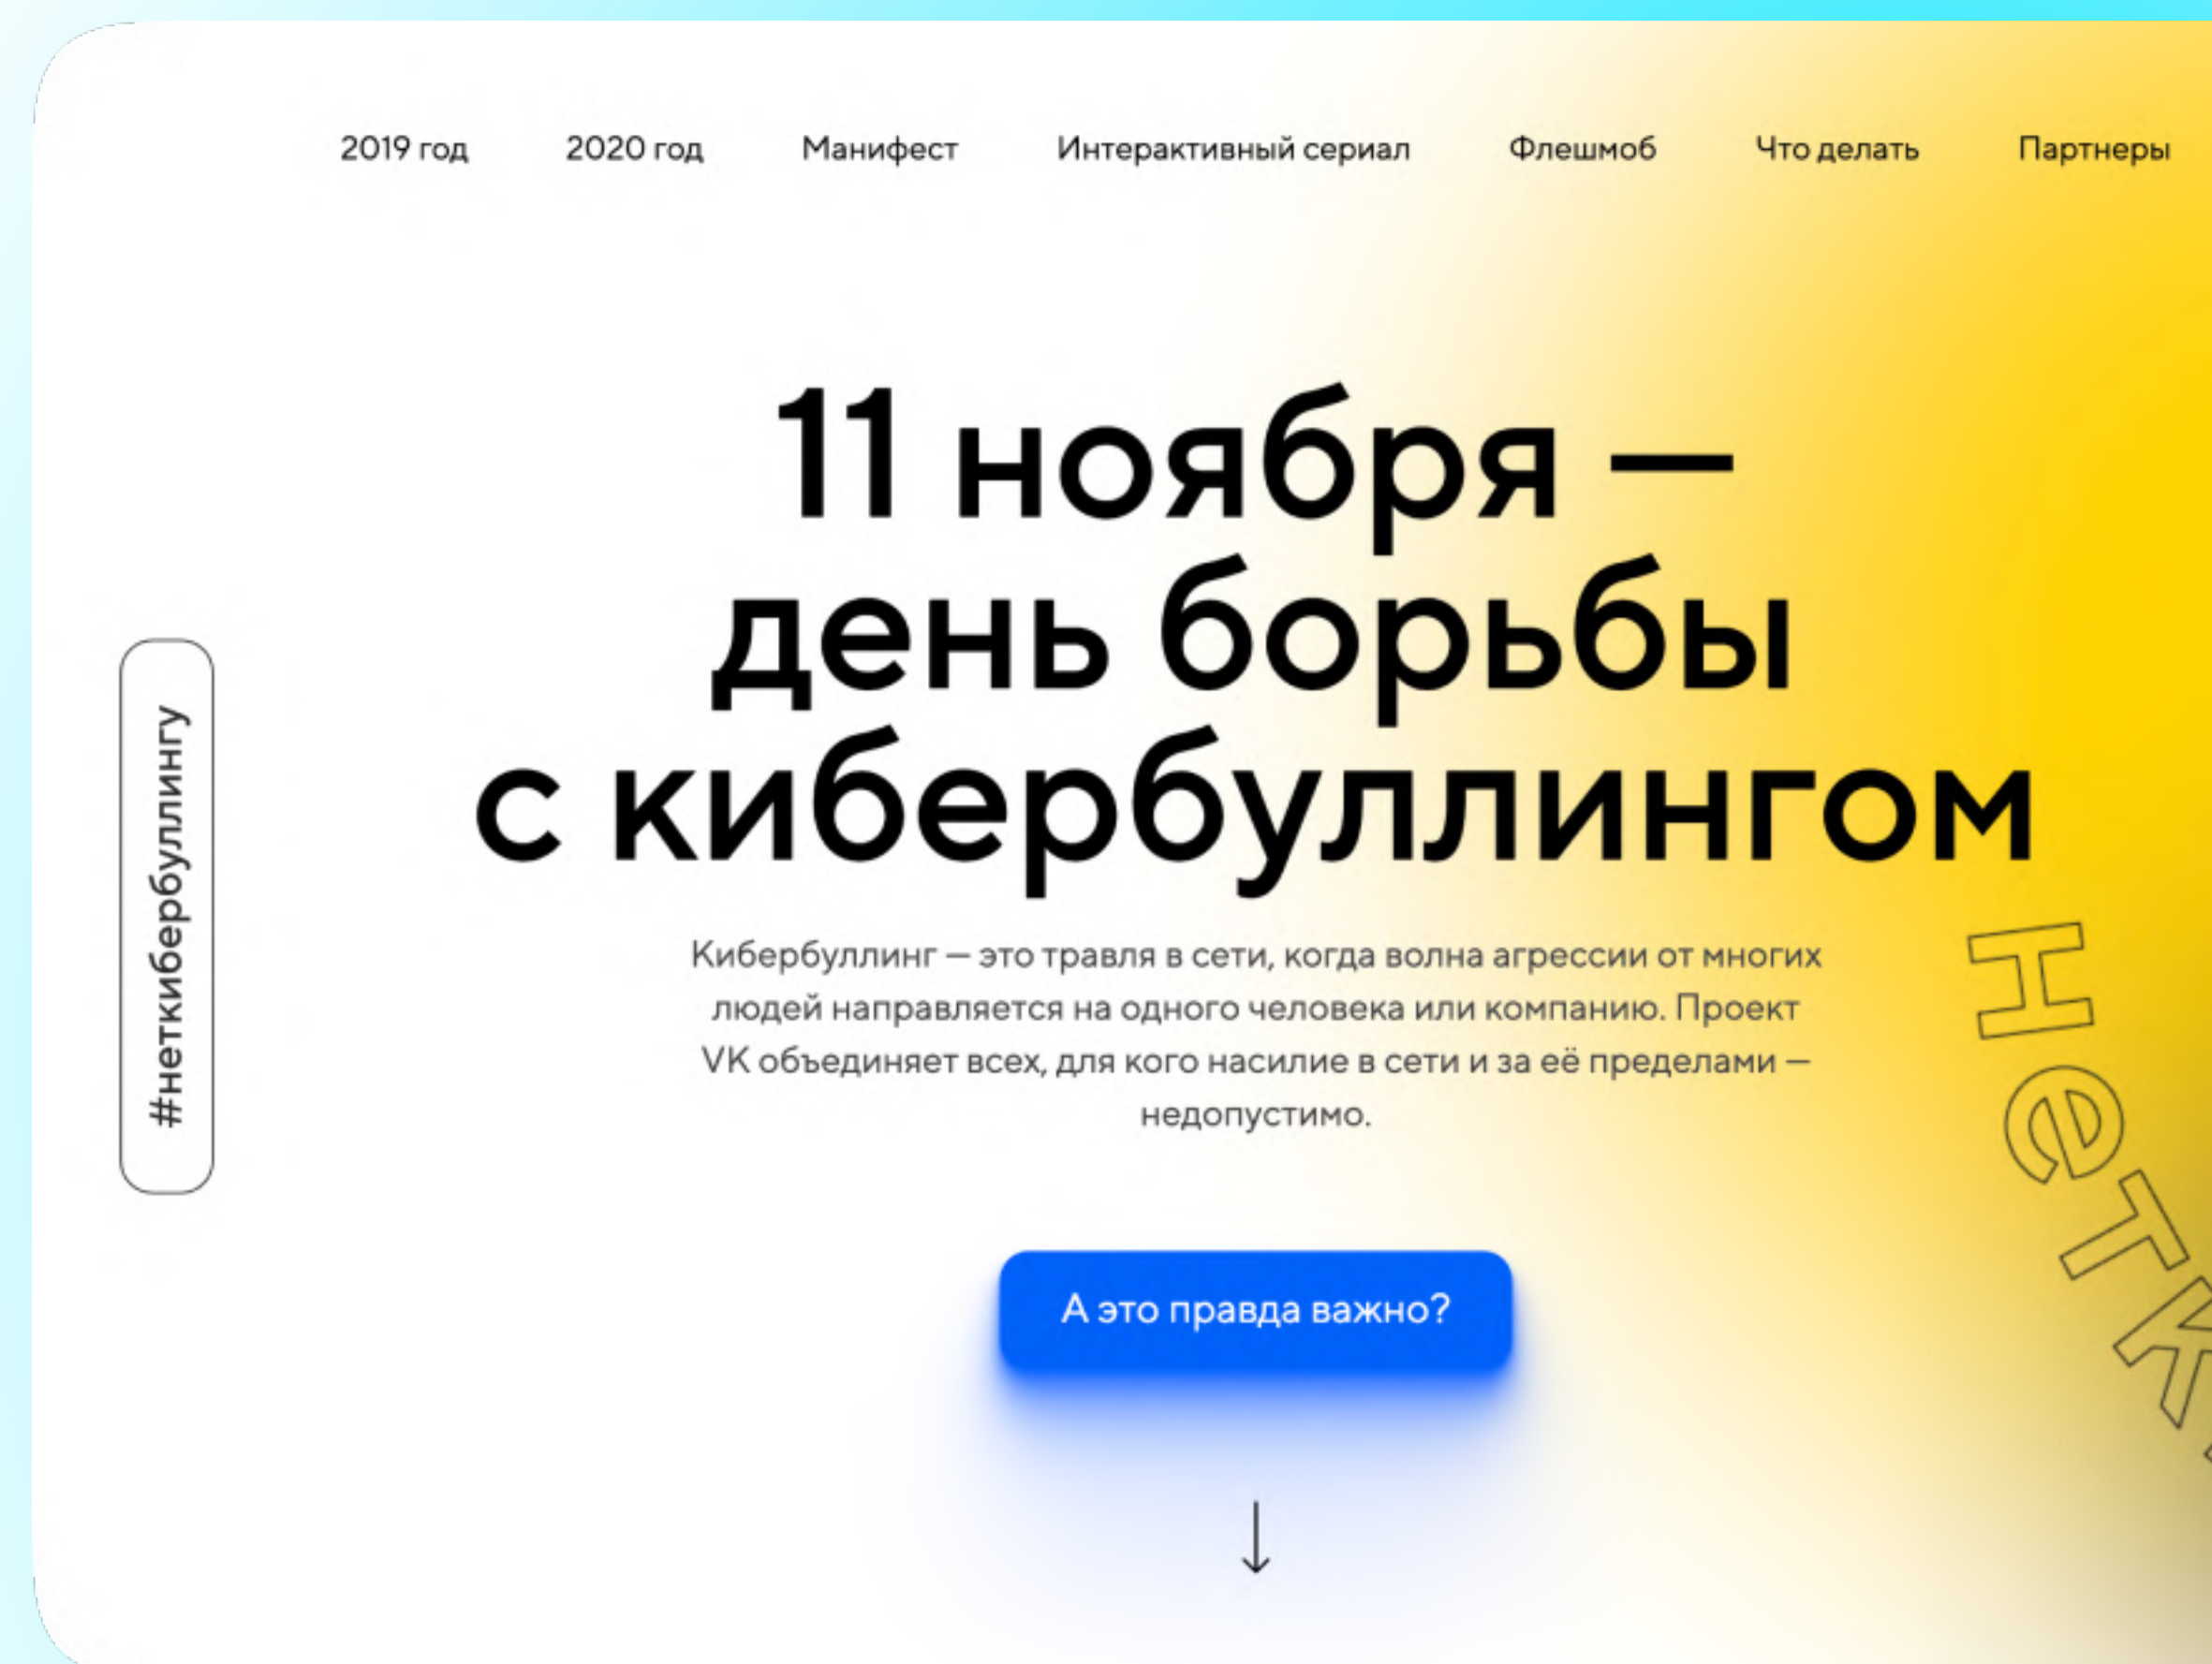 2019 год 2020 год Манифест Интерактивный сериал Флешмоб Что делать Партнеры
11 ноября —
день борьбы
с кибербуллингом
#неткибербуллингу
Кибербуллинг — это травля в сети, когда волна агрессии от многих
людей направляется на одного человека или компанию. Проект
VK объединяет всех, для кого насилие в сети и за её пределами —
недопустимо.
нетк
А это правда важно?